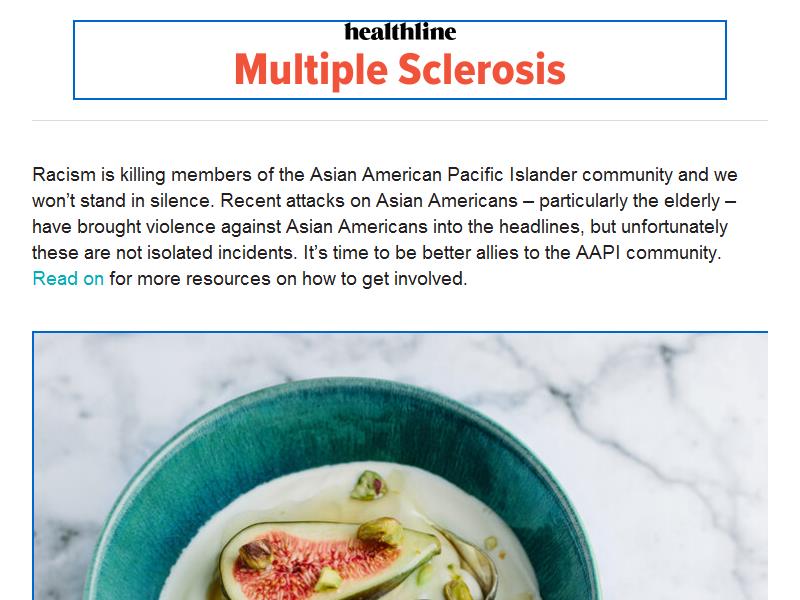 healthline
Multiple Sclerosis
Racism is killing members of the Asian American Pacific Islander community and we
won’t stand in silence. Recent attacks on Asian Americans – particularly the elderly –
have brought violence against Asian Americans into the headlines, but unfortunately
these are not isolated incidents. It’s time to be better allies to the AAPI community.
Read on for more resources on how to get involved.